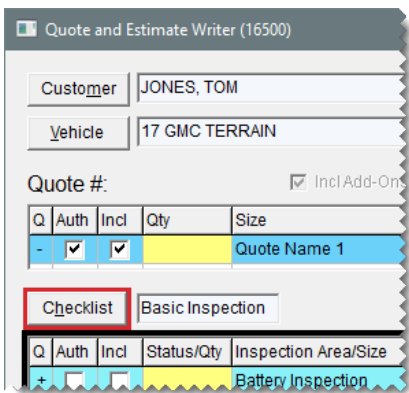 Quote and Estimate Writer (16500)
Customer JONES, TOM
Vehicle 17 GMC TERRAIN
Quote #: Incl Add-Ons
Q Auth Incl Qty Size
- Quote Name 1
Checklist Basic Inspection
Q Auth Incl Status/Qty Inspection Area/Size
+ Battery Inspection